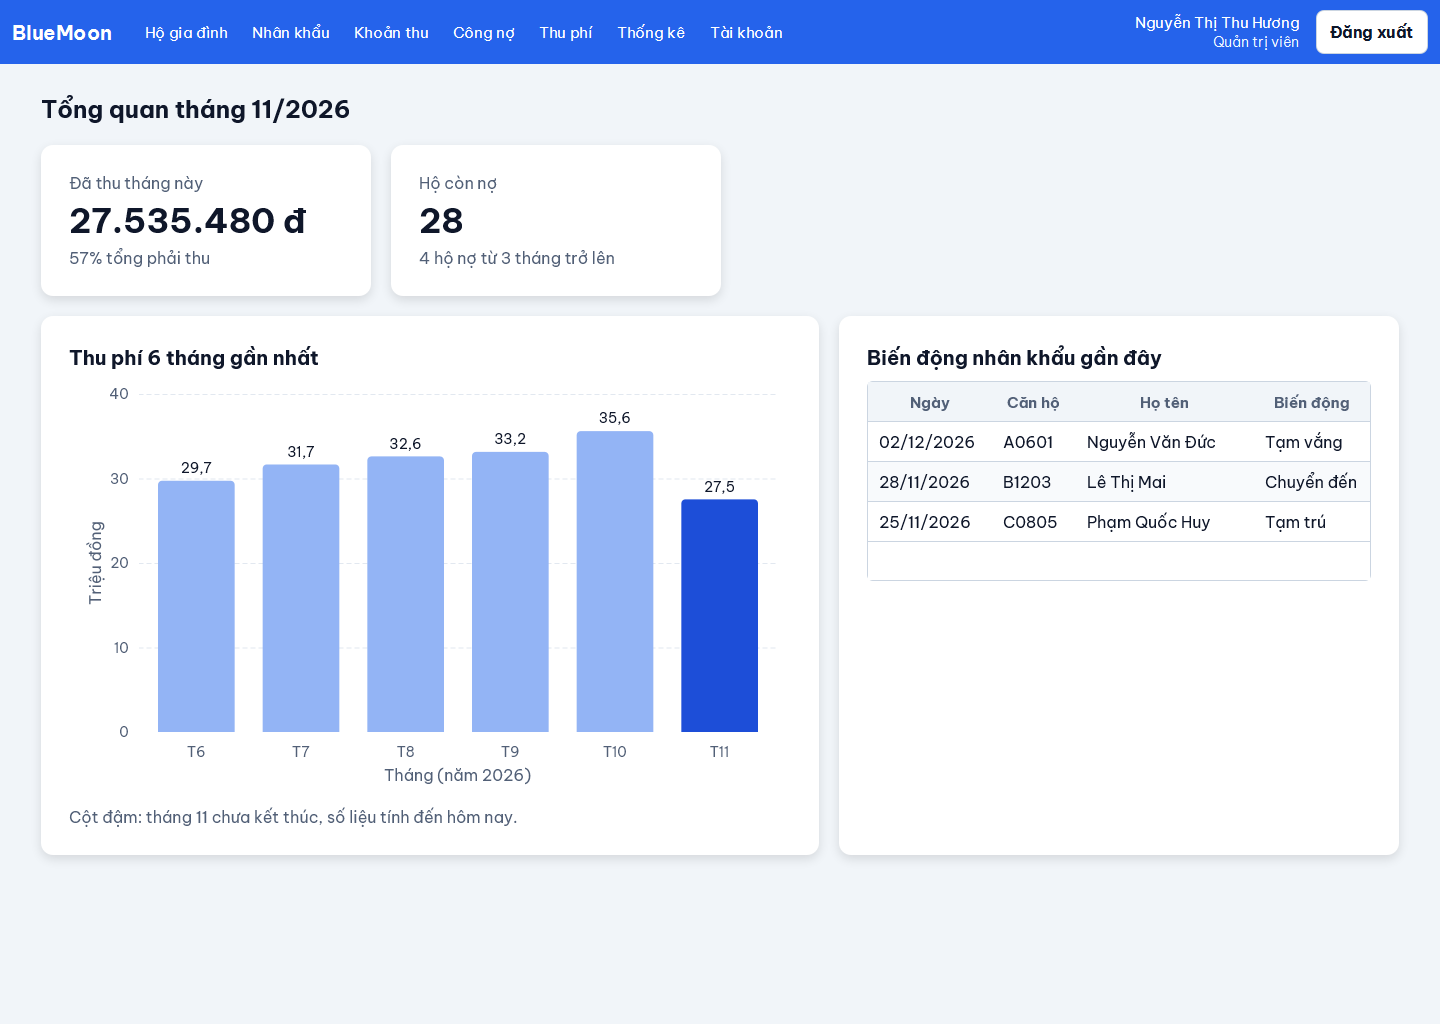 BlueMoon
Hộ gia đình
Nhân khẩu
Khoản thu
Công nợ
Thu phí
Thống kê
Tài khoản
Nguyễn Thị Thu Hương
Quản trị viên
Đăng xuất
Tổng quan tháng 11/2026
Đã thu tháng này
27.535.480 đ
57% tổng phải thu
Hộ còn nợ
28
4 hộ nợ từ 3 tháng trở lên
Thu phí 6 tháng gần nhất
40
30
20
10
0
Triệu đồng
29,7
31,7
32,6
33,2
35,6
27,5
T6
T7
T8
T9
T10
T11
Tháng (năm 2026)
Cột đậm: tháng 11 chưa kết thúc, số liệu tính đến hôm nay.
Biến động nhân khẩu gần đây
Ngày Căn hộ Họ tên Biến động
02/12/2026 A0601 Nguyễn Văn Đức Tạm vắng
28/11/2026 B1203 Lê Thị Mai Chuyển đến
25/11/2026 C0805 Phạm Quốc Huy Tạm trú